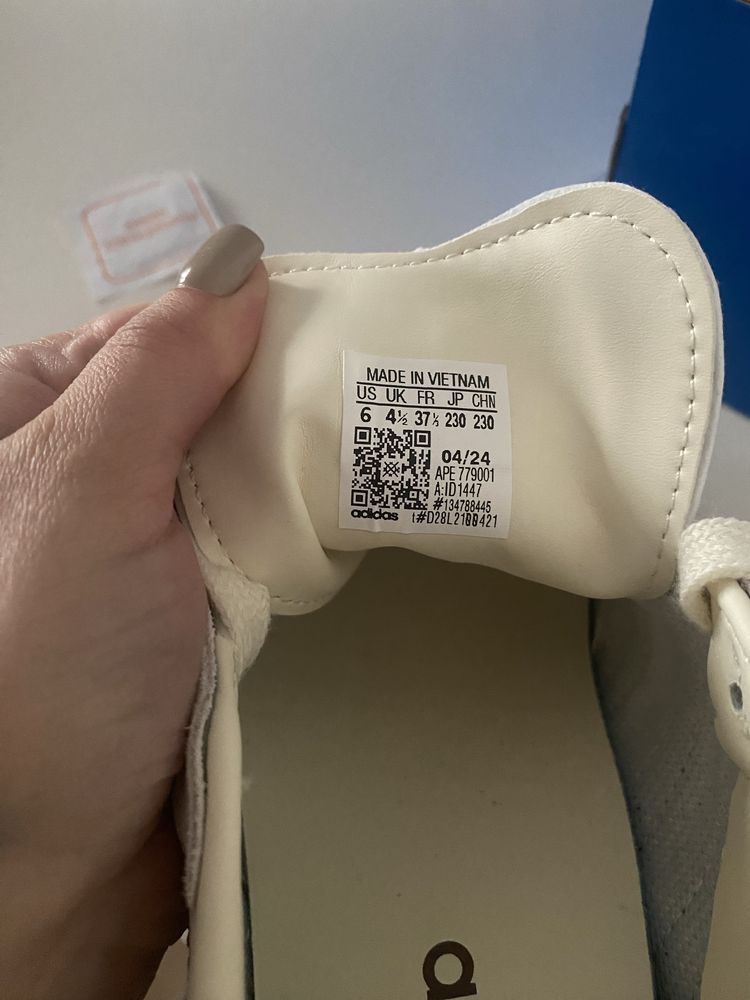 MADE IN VIETNAM
US UK FR JP CHN
6 4½ 37⅓ 230 230
04/24
APE 779001
A:ID1447
#134788445
adidas